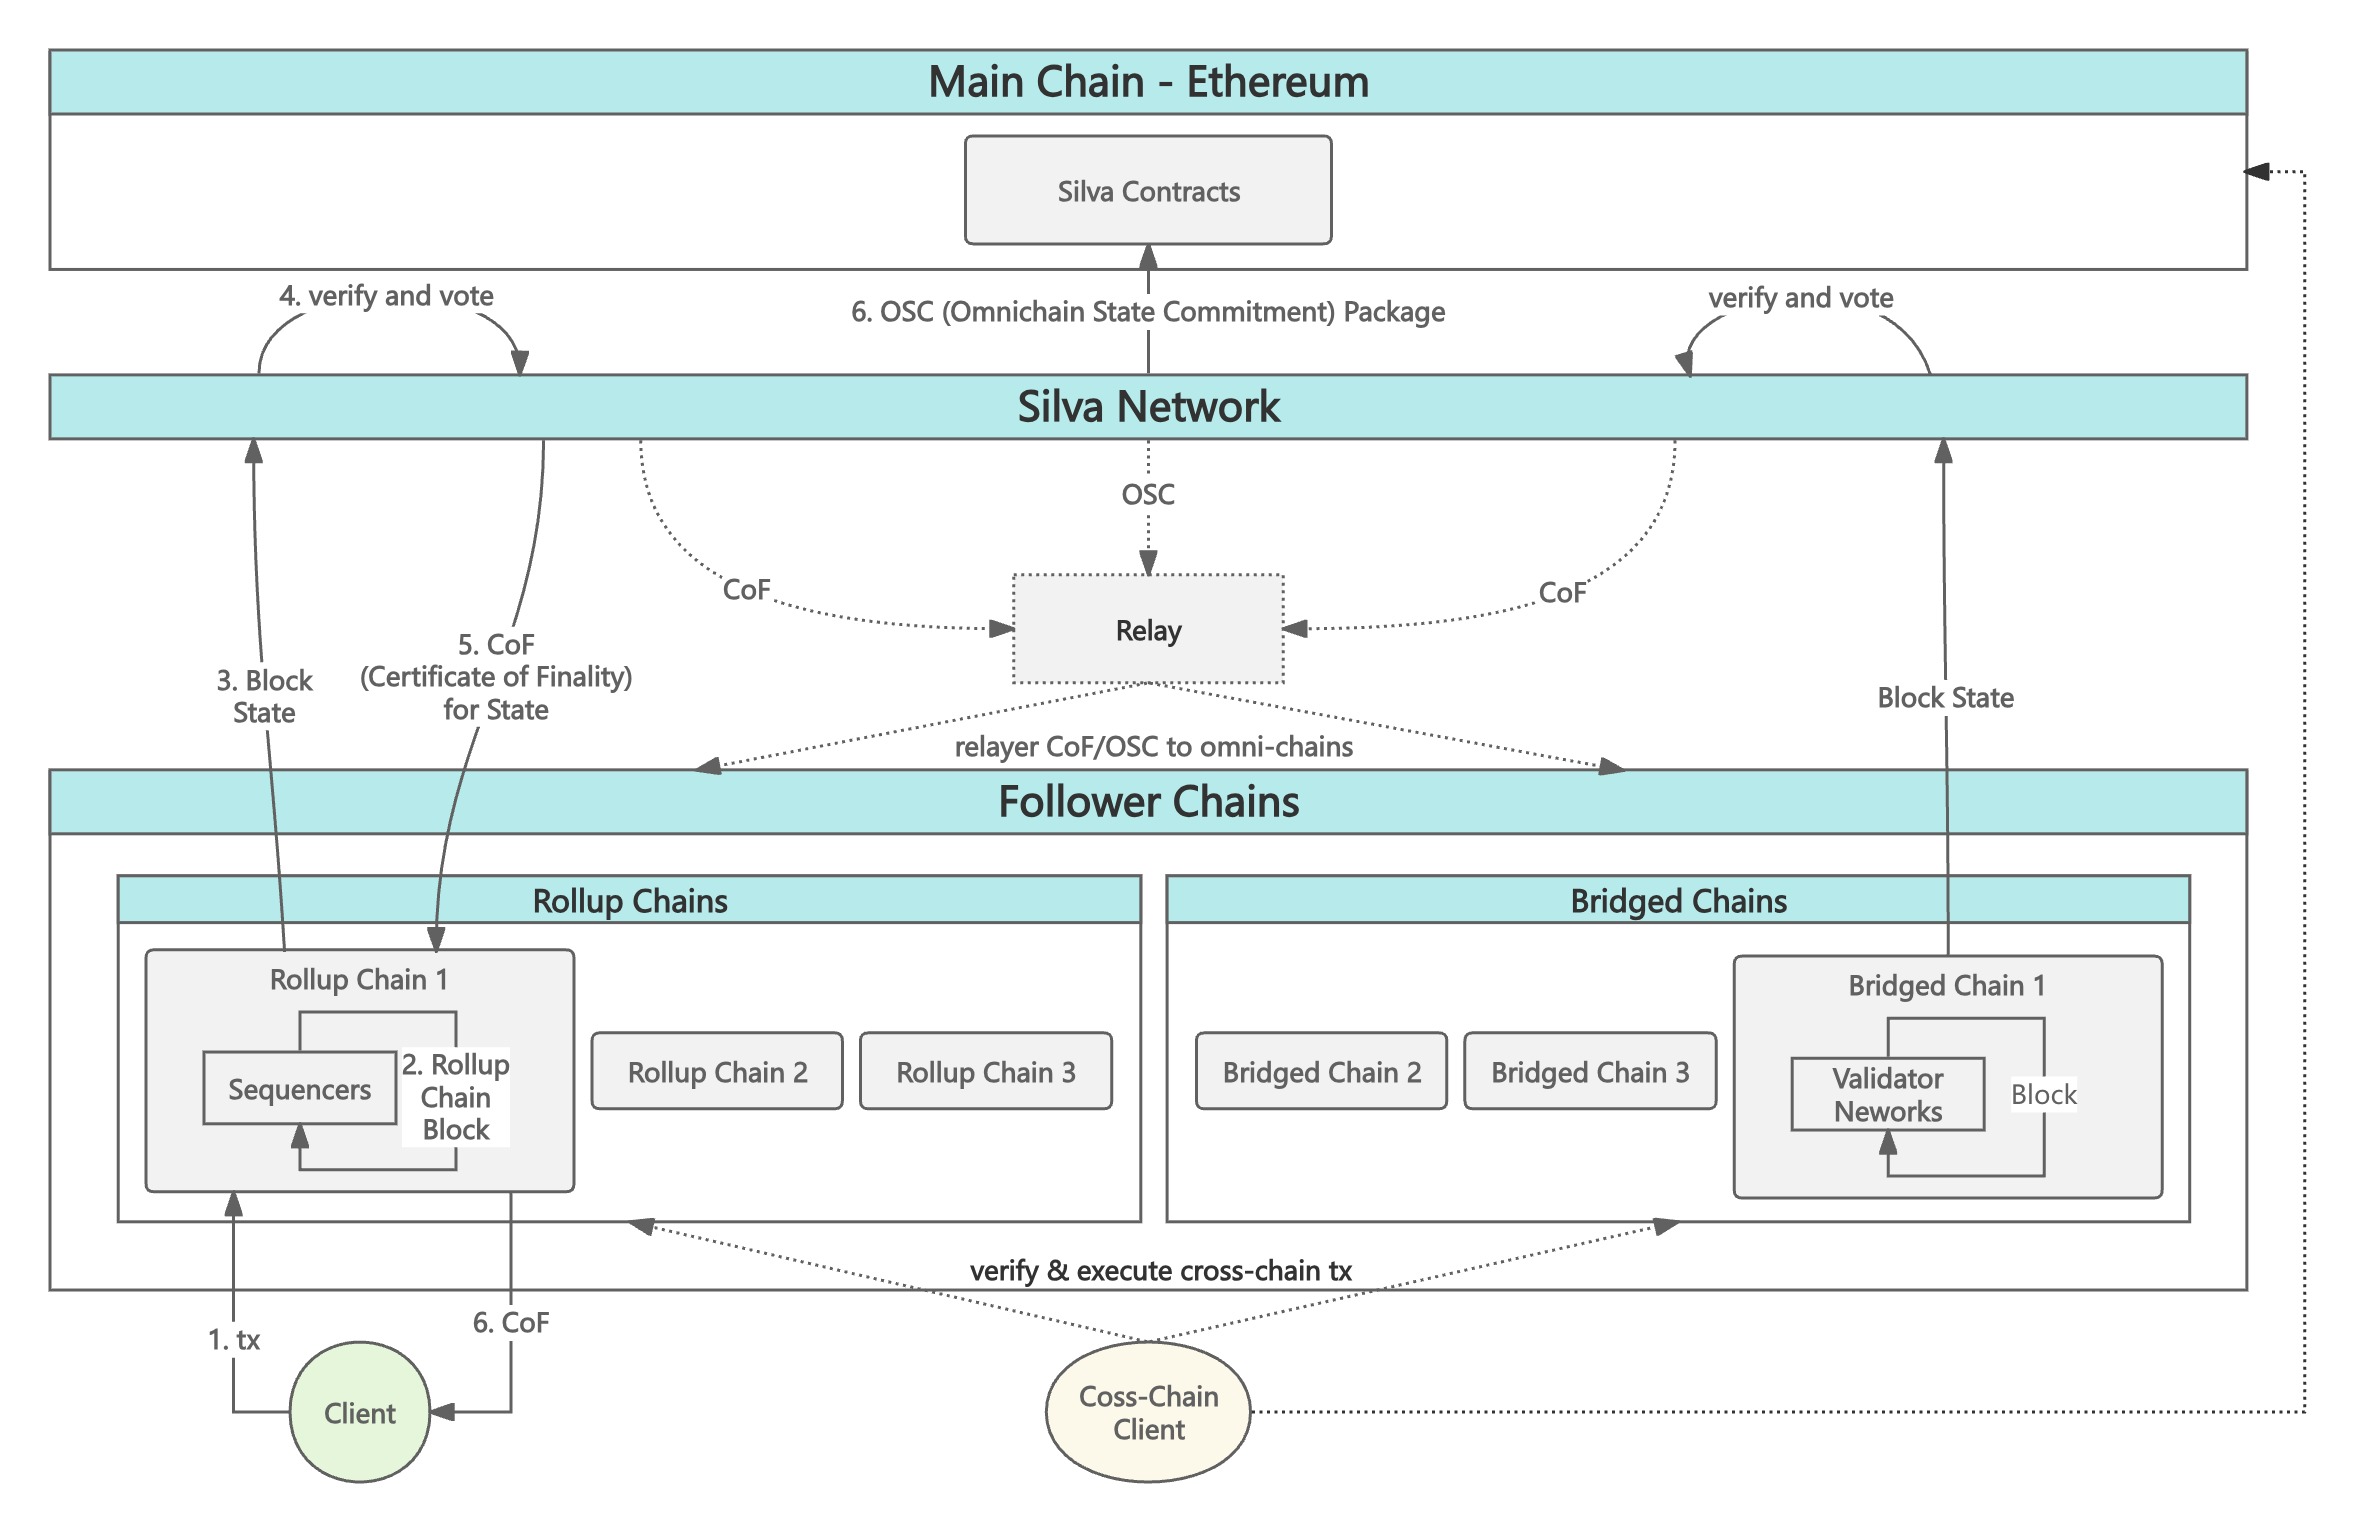 Main Chain - Ethereum
Silva Contracts
4. verify and vote
6. OSC (Omnichain State Commitment) Package
verify and vote
Silva Network
OSC
CoF
CoF
Relay
5. CoF
(Certificate of Finality)
for State
3. Block
State
Block State
relayer CoF/OSC to omni-chains
Follower Chains
Rollup Chains
Bridged Chains
Rollup Chain 1
Sequencers
2. Rollup
Chain
Block
Rollup Chain 2
Rollup Chain 3
Bridged Chain 2
Bridged Chain 3
Bridged Chain 1
Validator
Neworks
Block
verify & execute cross-chain tx
1. tx
6. CoF
Client
Coss-Chain
Client